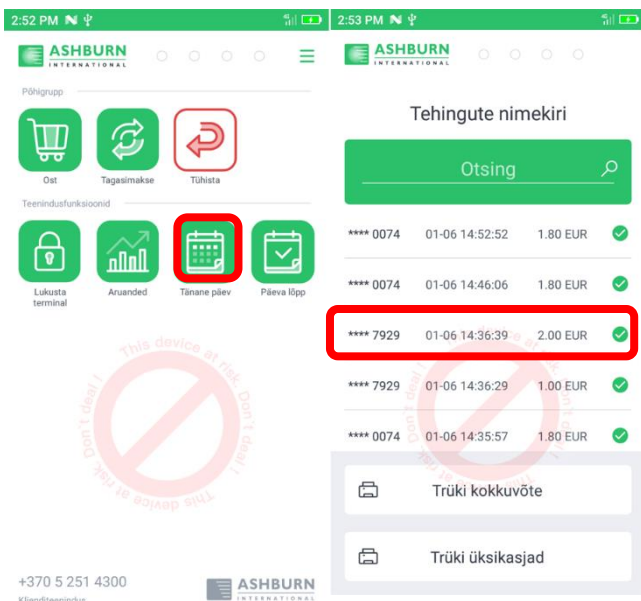 2:52 PM
ASHBURN
INTERNATIONAL
Põhigrupp
Ost
Tagasimakse
Tühista
Teenindusfunksioonid
Lukusta
terminal
Aruanded
Tänane päev
Päeva lõpp
This device at risk. Don't deal!
This device at risk. Don't deal!
+370 5 251 4300
Klienditeenindus
ASHBURN
INTERNATIONAL
2:53 PM
ASHBURN
INTERNATIONAL
Tehingute nimekiri
Otsing
**** 0074 01-06 14:52:52 1.80 EUR
**** 0074 01-06 14:46:06 1.80 EUR
**** 7929 01-06 14:36:39 2.00 EUR
**** 7929 01-06 14:36:29 1.00 EUR
**** 0074 01-06 14:35:57 1.80 EUR
Trüki kokkuvõte
Trüki üksikasjad